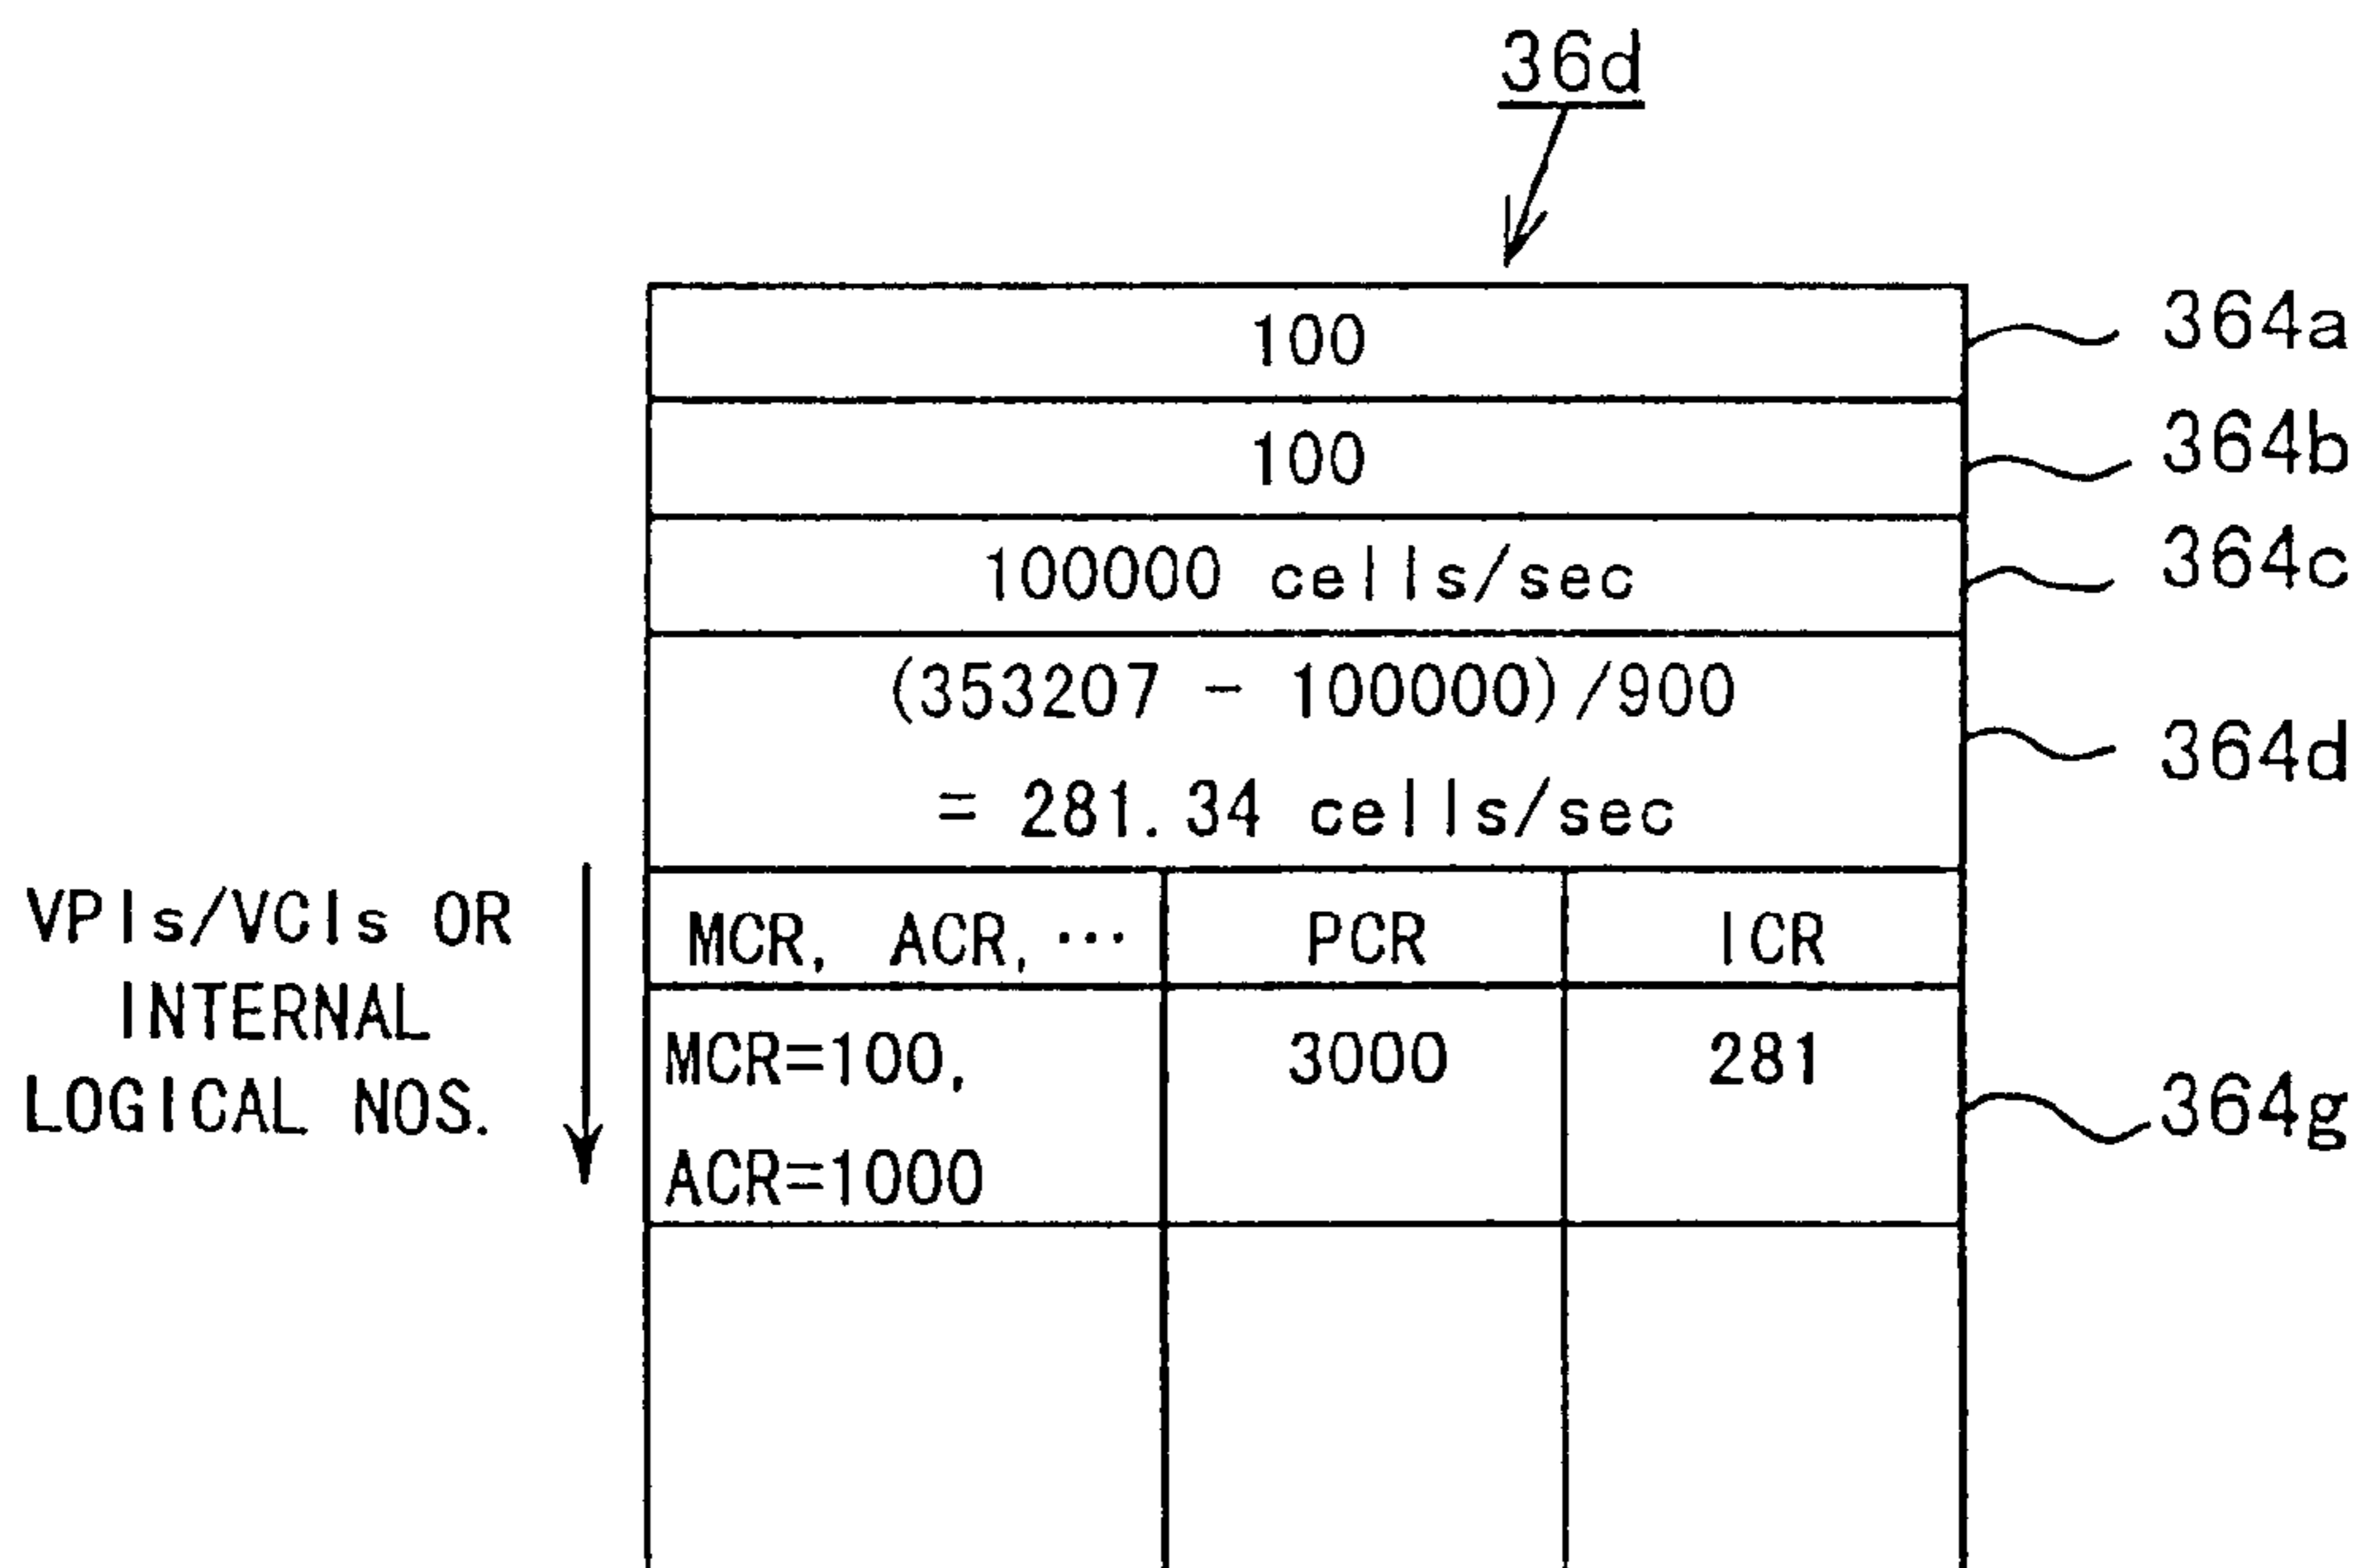 36d
100
364a
100
364b
100000 cells/sec
364c
(353207 - 100000)/900
= 281.34 cells/sec
364d
VPIs/VCIs OR
INTERNAL
LOGICAL NOS.
MCR, ACR, ···
PCR
ICR
MCR=100,
ACR=1000
3000
281
364g